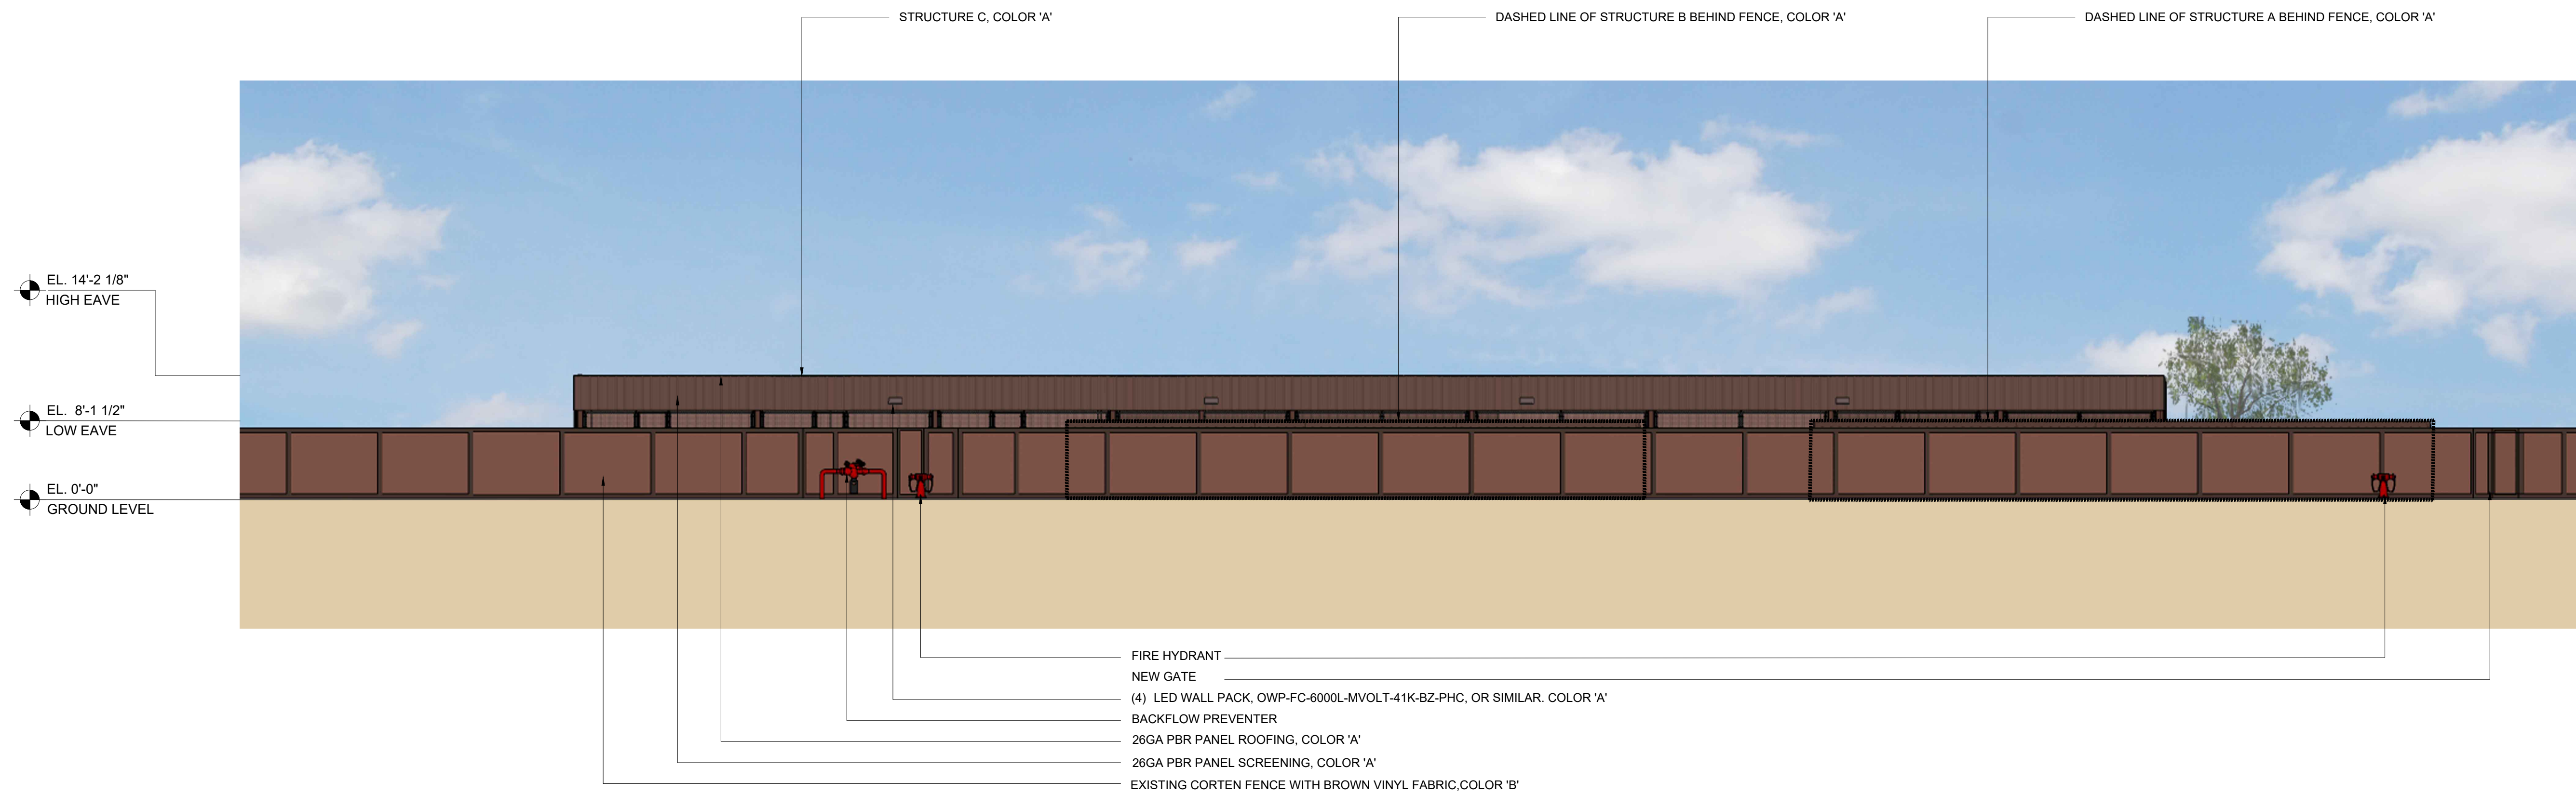 STRUCTURE C, COLOR 'A'
DASHED LINE OF STRUCTURE B BEHIND FENCE, COLOR 'A'
DASHED LINE OF STRUCTURE A BEHIND FENCE, COLOR 'A'
EL. 14'-2 1/8"
HIGH EAVE
EL. 8'-1 1/2"
LOW EAVE
EL. 0'-0"
GROUND LEVEL
FIRE HYDRANT
NEW GATE
(4) LED WALL PACK, OWP-FC-6000L-MVOLT-41K-BZ-PHC, OR SIMILAR. COLOR 'A'
BACKFLOW PREVENTER
26GA PBR PANEL ROOFING, COLOR 'A'
26GA PBR PANEL SCREENING, COLOR 'A'
EXISTING CORTEN FENCE WITH BROWN VINYL FABRIC,COLOR 'B'